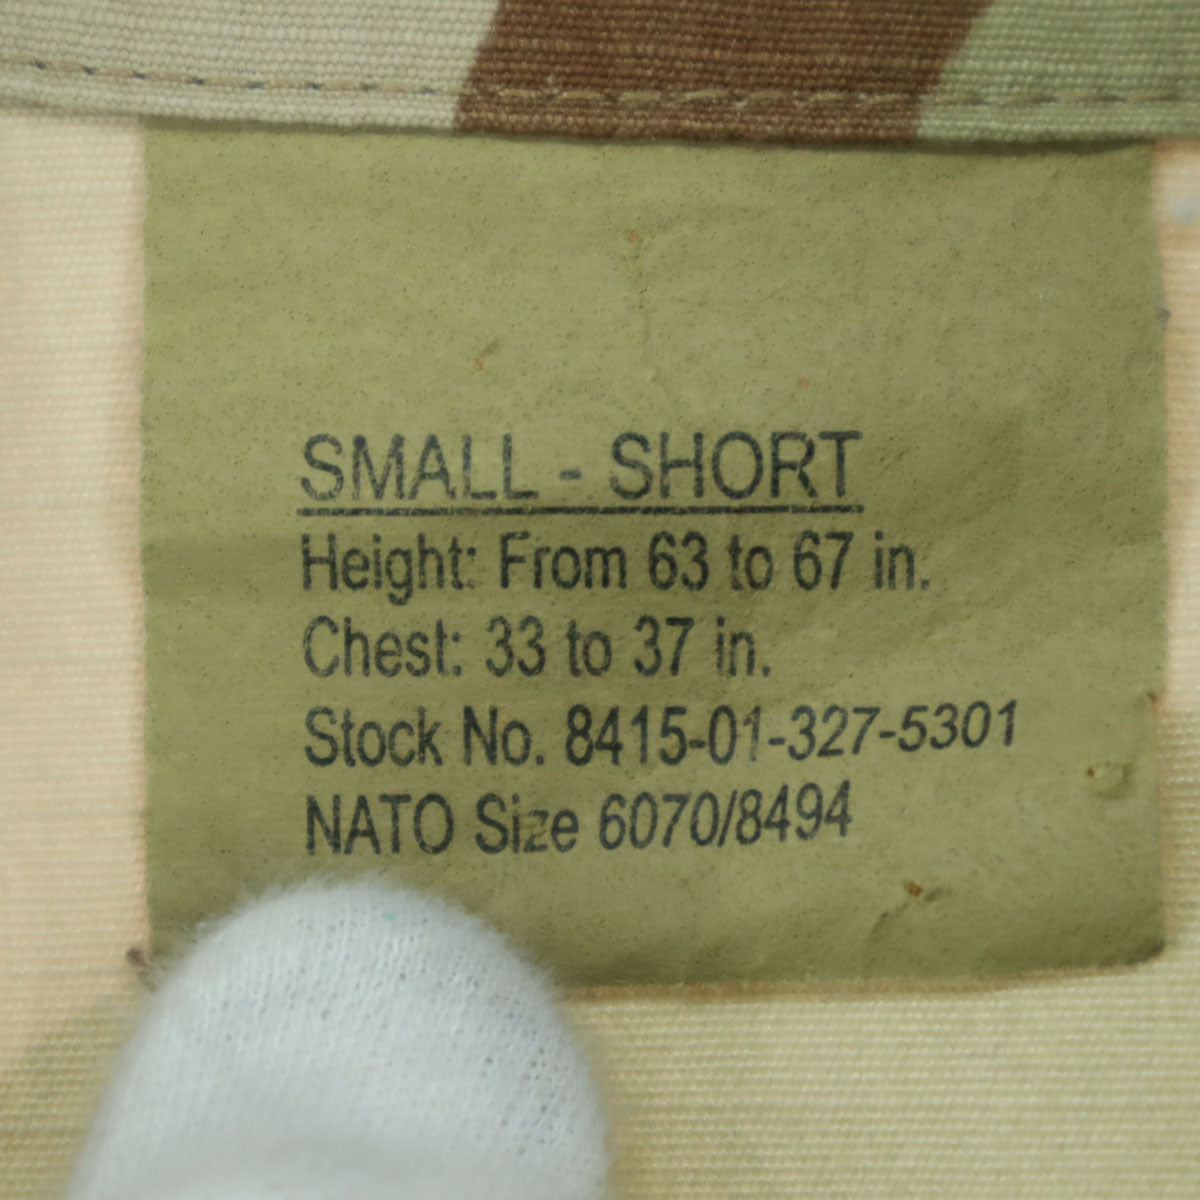 SMALL - SHORT
Height: From 63 to 67 in.
Chest: 33 to 37 in.
Stock No. 8415-01-327-5301
NATO Size 6070/8494